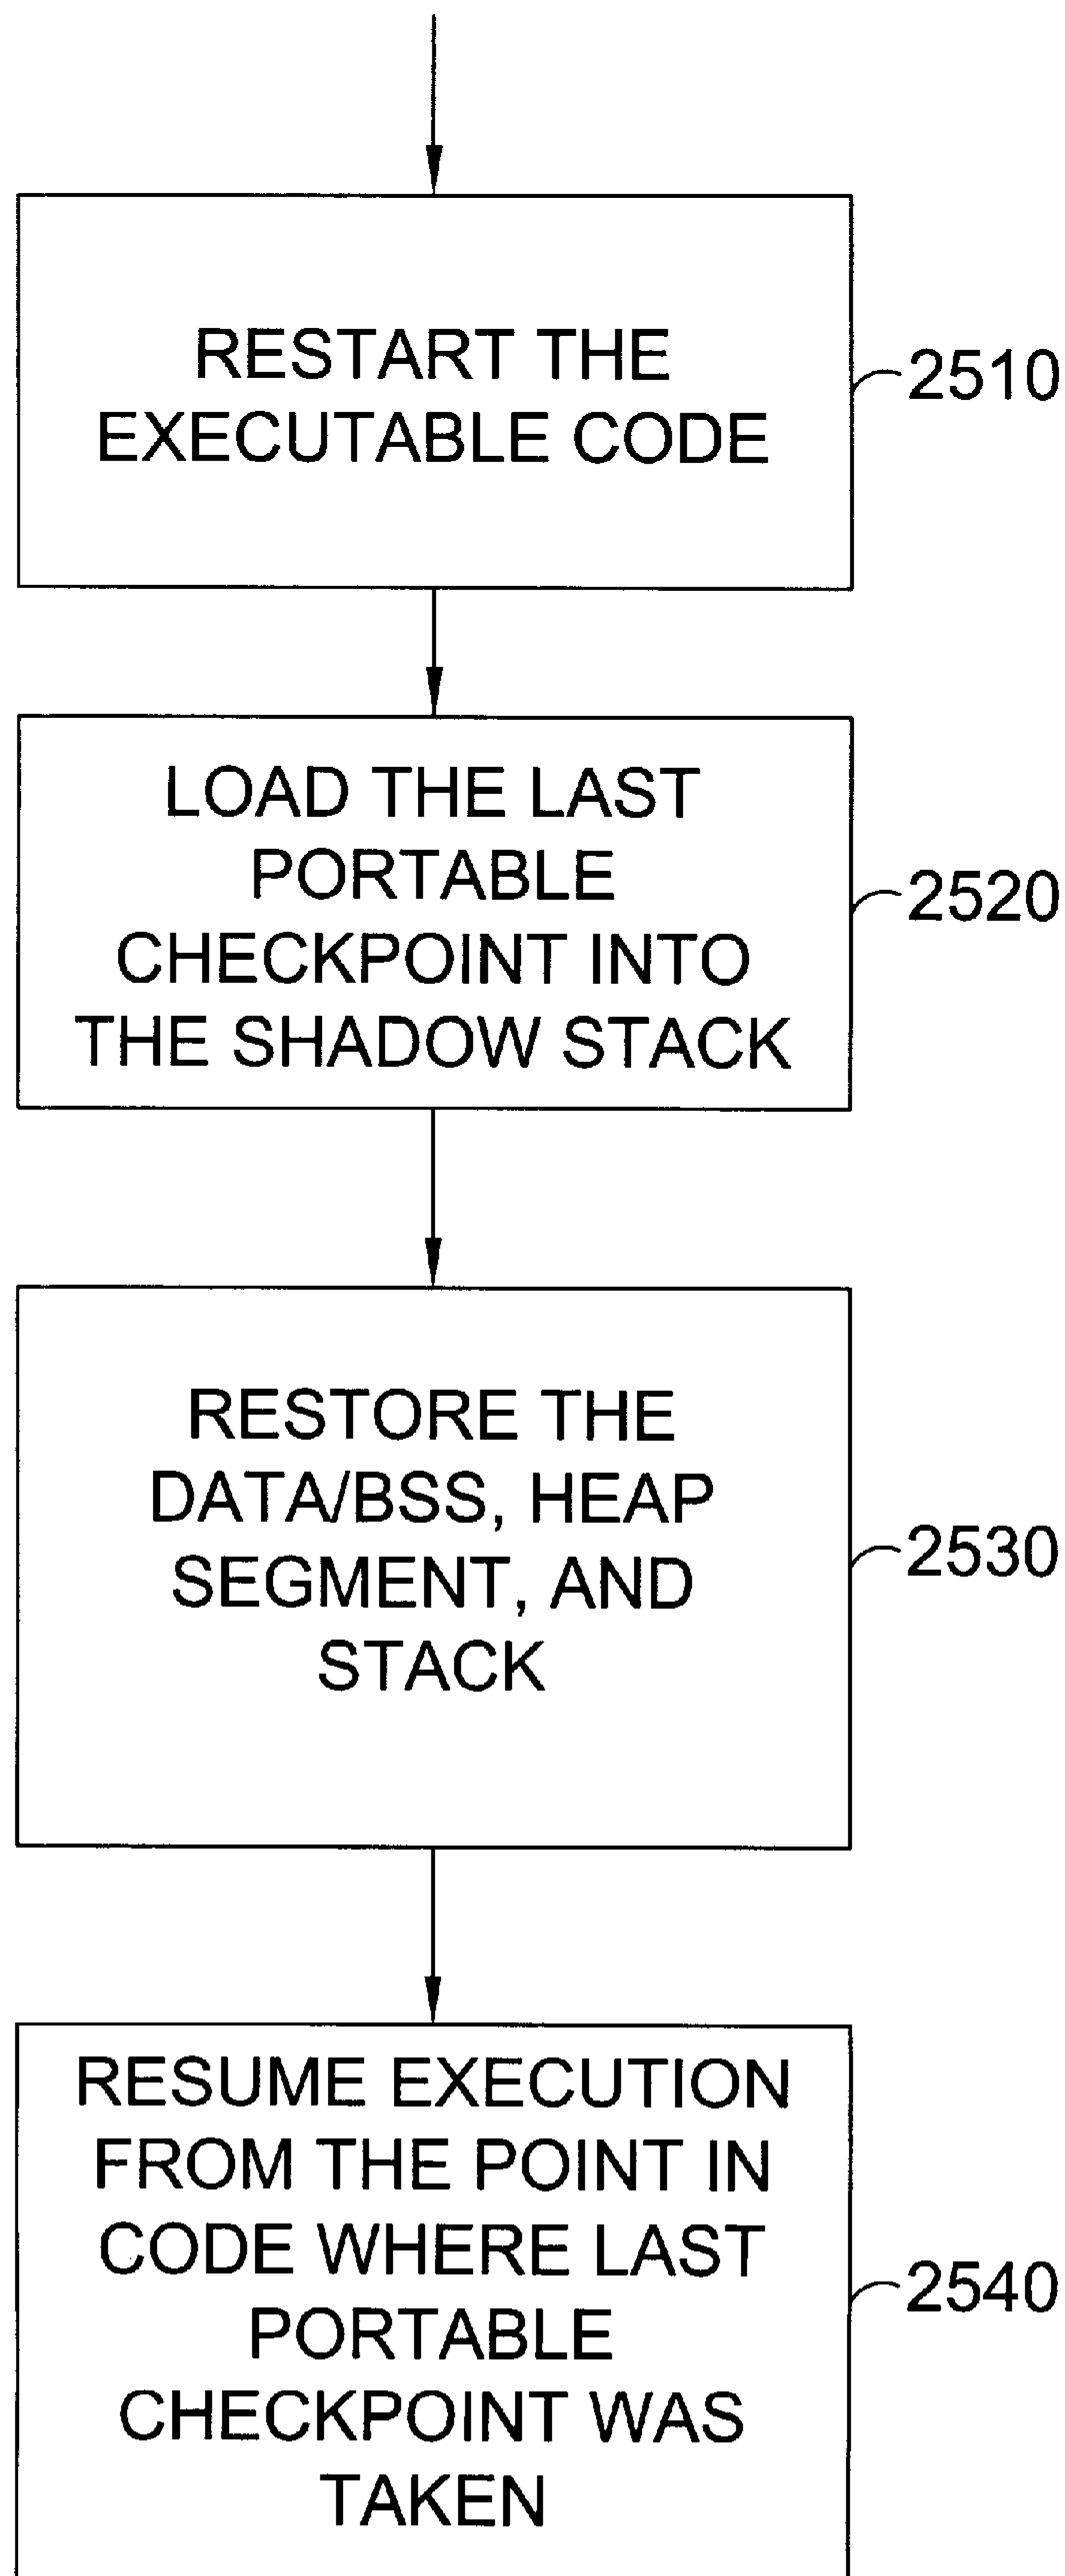 RESTART THE
EXECUTABLE CODE
2510
LOAD THE LAST
PORTABLE
CHECKPOINT INTO
THE SHADOW STACK
2520
RESTORE THE
DATA/BSS, HEAP
SEGMENT, AND
STACK
2530
RESUME EXECUTION
FROM THE POINT IN
CODE WHERE LAST
PORTABLE
CHECKPOINT WAS
TAKEN
2540